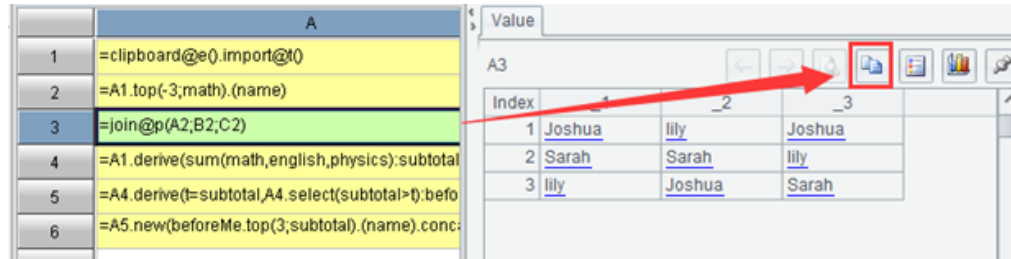 A
1 =clipboard@e().import@t()
2 =A1.top(-3;math).(name)
3 =join@p(A2;B2;C2)
4 =A1.derive(sum(math,english,physics):subtotal
5 =A4.derive(t=subtotal,A4.select(subtotal>t):befo
6 =A5.new(beforeMe.top(3;subtotal).(name).conc
Value
A3
Index _1 _2 _3
1 Joshua lily Joshua
2 Sarah Sarah lily
3 lily Joshua Sarah